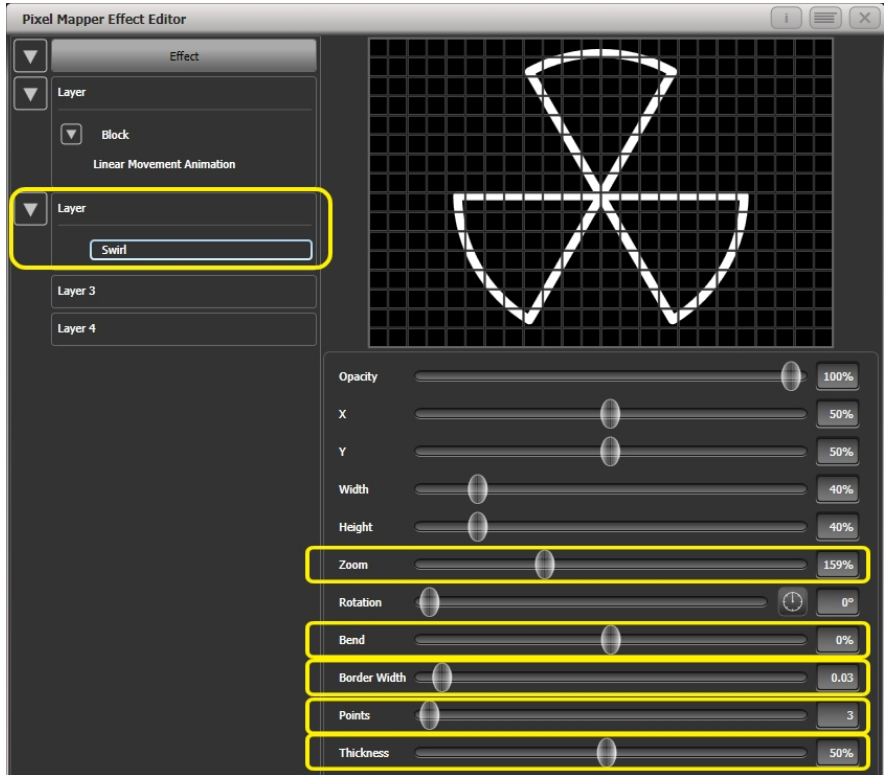 Pixel Mapper Effect Editor
i
Effect
Layer
Block
Linear Movement Animation
Layer
Swirl
Layer 3
Layer 4
Opacity 100%
X 50%
Y 50%
Width 40%
Height 40%
Zoom 159%
Rotation 0°
Bend 0%
Border Width 0.03
Points 3
Thickness 50%